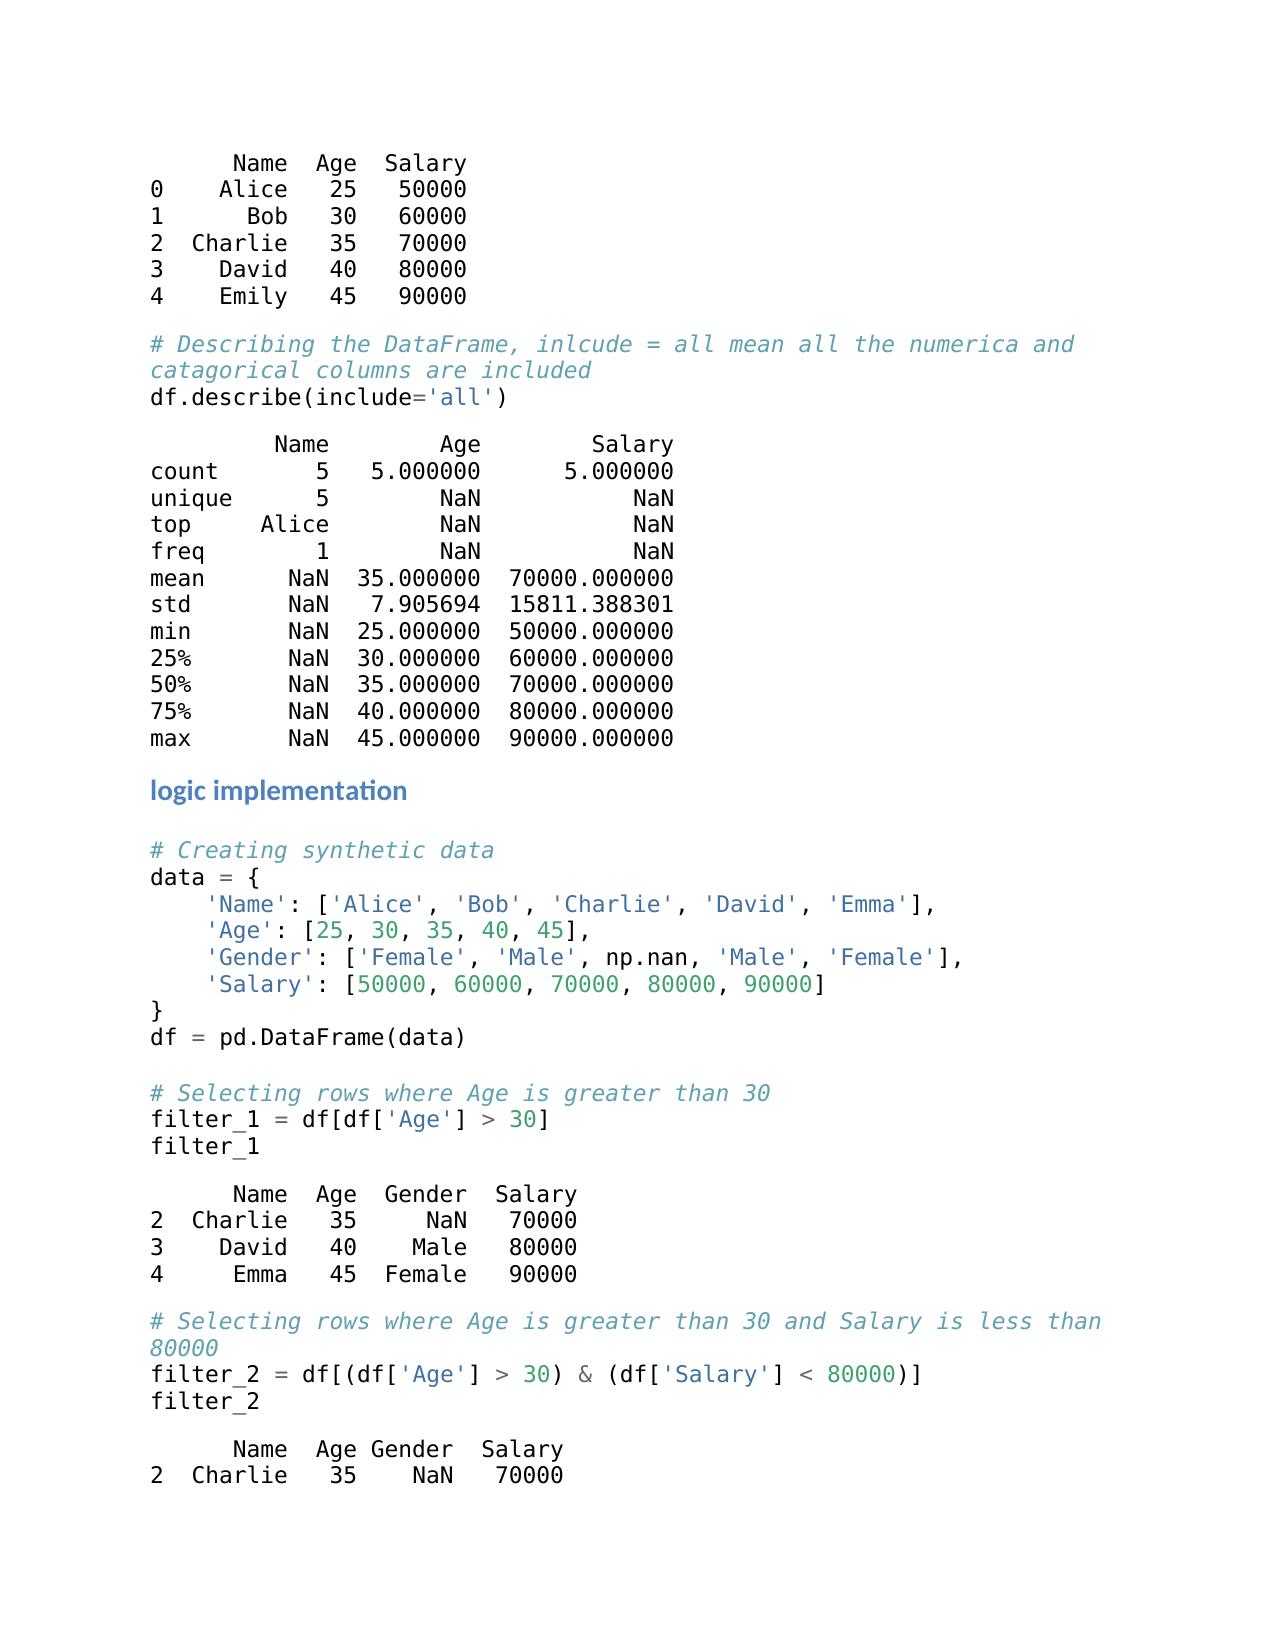 Name  Age  Salary
0    Alice   25   50000
1      Bob   30   60000
2  Charlie   35   70000
3    David   40   80000
4    Emily   45   90000
# Describing the DataFrame, inlcude = all mean all the numerica and
catagorical columns are included
df.describe(include='all')
         Name        Age        Salary
count       5   5.000000      5.000000
unique      5        NaN           NaN
top     Alice        NaN           NaN
freq        1        NaN           NaN
mean      NaN  35.000000  70000.000000
std       NaN   7.905694  15811.388301
min       NaN  25.000000  50000.000000
25%       NaN  30.000000  60000.000000
50%       NaN  35.000000  70000.000000
75%       NaN  40.000000  80000.000000
max       NaN  45.000000  90000.000000
logic implementation
# Creating synthetic data
data = {
    'Name': ['Alice', 'Bob', 'Charlie', 'David', 'Emma'],
    'Age': [25, 30, 35, 40, 45],
    'Gender': ['Female', 'Male', np.nan, 'Male', 'Female'],
    'Salary': [50000, 60000, 70000, 80000, 90000]
}
df = pd.DataFrame(data)
# Selecting rows where Age is greater than 30
filter_1 = df[df['Age'] > 30]
filter_1
      Name  Age  Gender  Salary
2  Charlie   35     NaN   70000
3    David   40    Male   80000
4     Emma   45  Female   90000
# Selecting rows where Age is greater than 30 and Salary is less than
80000
filter_2 = df[(df['Age'] > 30) & (df['Salary'] < 80000)]
filter_2
      Name  Age Gender  Salary
2  Charlie   35    NaN   70000